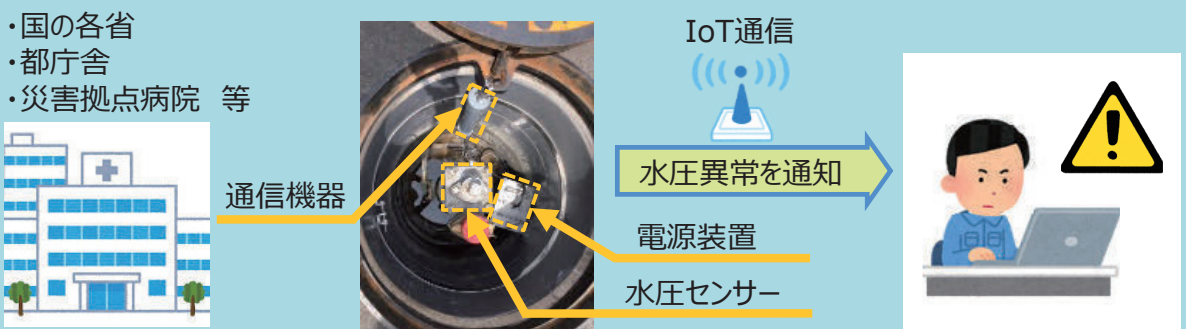 ・国の各省
・都庁舎
・災害拠点病院　等
通信機器
IoT通信
水圧異常を通知
電源装置
水圧センサー